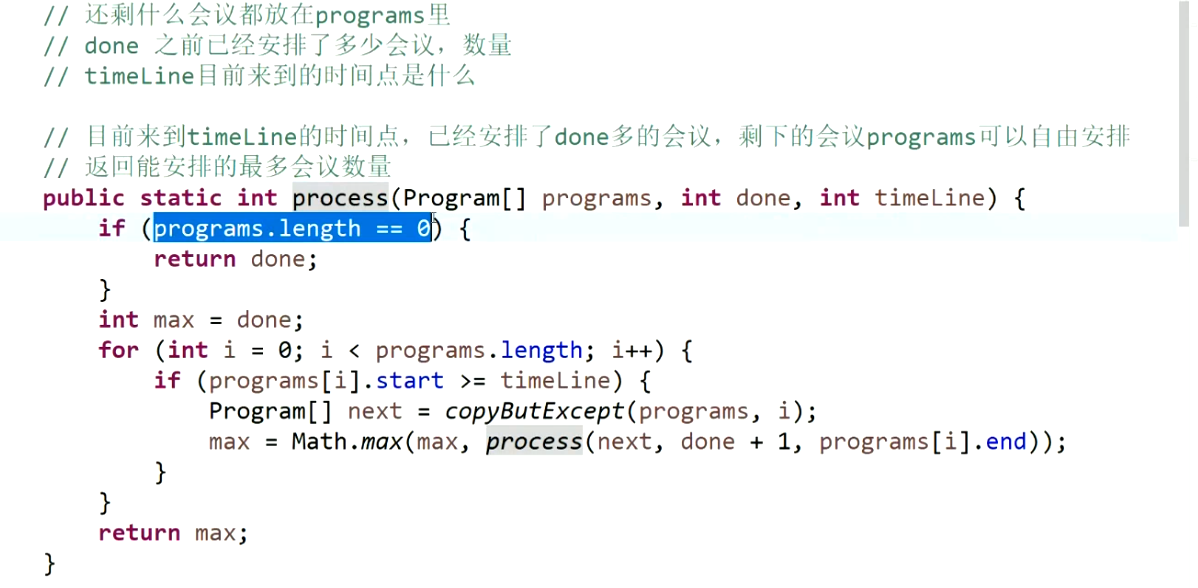 // 还剩什么会议都放在programs里
// done 之前已经安排了多少会议，数量
// timeLine目前来到的时间点是什么
// 目前来到timeLine的时间点，已经安排了done多的会议，剩下的会议programs可以自由安排
// 返回能安排的最多会议数量
public static int process(Program[] programs, int done, int timeLine) {
if (programs.length == 0) {
return done;
}
int max = done;
for (int i = 0; i < programs.length; i++) {
if (programs[i].start >= timeLine) {
Program[] next = copyButExcept(programs, i);
max = Math.max(max, process(next, done + 1, programs[i].end));
}
}
return max;
}